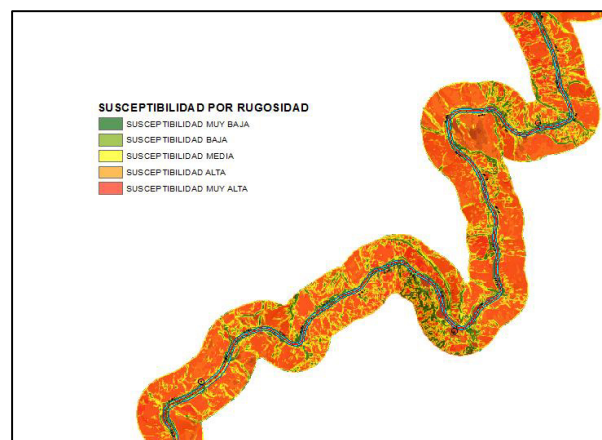 SUSCEPTIBILIDAD POR RUGOSIDAD
SUSCEPTIBILIDAD MUY BAJA
SUSCEPTIBILIDAD BAJA
SUSCEPTIBILIDAD MEDIA
SUSCEPTIBILIDAD ALTA
SUSCEPTIBILIDAD MUY ALTA